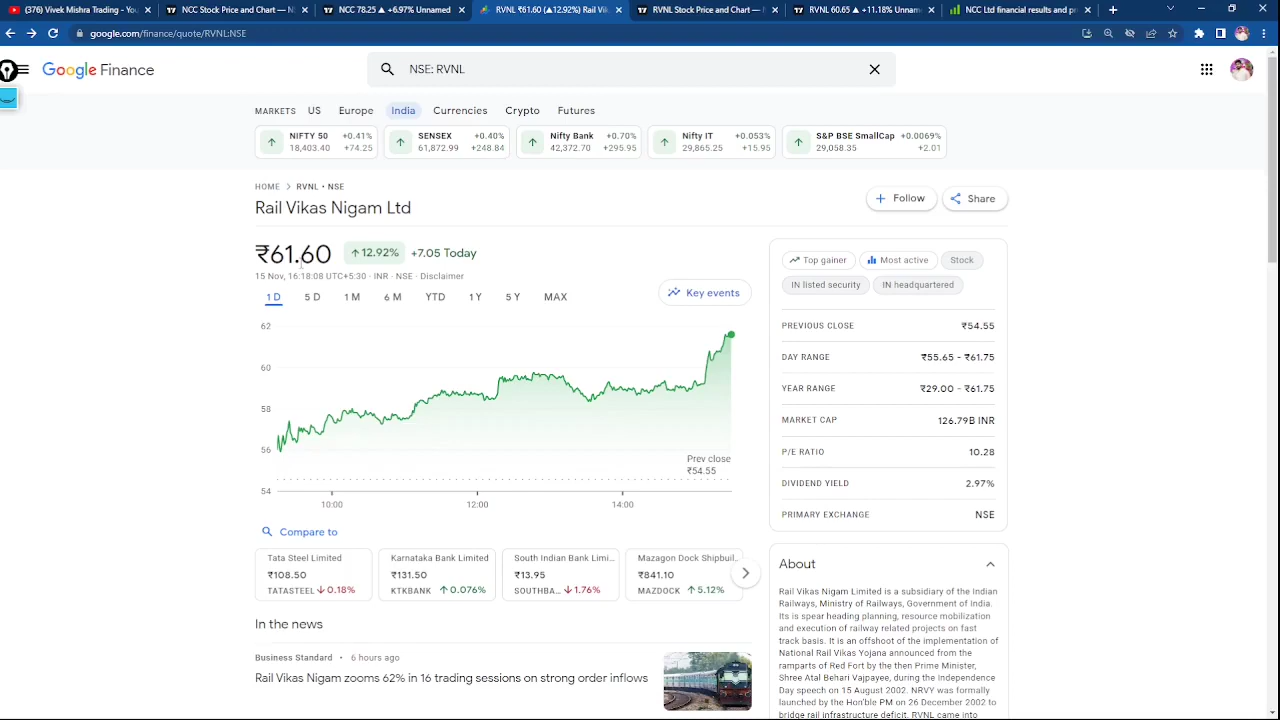 (376) Vivek Mishra Trading - You
NCC Stock Price and Chart — N
NCC 78.25 ▲ +6.97% Unnamed
RVNL ₹61.60 (▲12.92%) Rail Vik
RVNL Stock Price and Chart — N
RVNL 60.65 ▲ +11.18% Unnam
NCC Ltd financial results and pr
google.com/finance/quote/RVNL:NSE
Google Finance
NSE: RVNL
MARKETS US Europe India Currencies Crypto Futures
NIFTY 50 +0.41%
18,403.40 +74.25
SENSEX +0.40%
61,872.99 +248.84
Nifty Bank +0.70%
42,372.70 +295.95
Nifty IT +0.053%
29,865.25 +15.95
S&P BSE SmallCap +0.0069%
29,058.35 +2.01
HOME > RVNL • NSE
Rail Vikas Nigam Ltd
Follow
Share
₹61.60 ↑12.92% +7.05 Today
15 Nov, 16:18:08 UTC+5:30 · INR · NSE · Disclaimer
1 D 5 D 1 M 6 M YTD 1 Y 5 Y MAX
Key events
62
60
58
56
54
Prev close
₹54.55
10:00 12:00 14:00
Compare to
Tata Steel Limited
₹108.50
TATASTEEL ↓0.18%
Karnataka Bank Limited
₹131.50
KTKBANK ↑0.076%
South Indian Bank Limi...
₹13.95
SOUTHBA... ↓1.76%
Mazagon Dock Shipbuil...
₹841.10
MAZDOCK ↑5.12%
In the news
Business Standard • 6 hours ago
Rail Vikas Nigam zooms 62% in 16 trading sessions on strong order inflows
Top gainer Most active Stock
IN listed security IN headquartered
PREVIOUS CLOSE ₹54.55
DAY RANGE ₹55.65 - ₹61.75
YEAR RANGE ₹29.00 - ₹61.75
MARKET CAP 126.79B INR
P/E RATIO 10.28
DIVIDEND YIELD 2.97%
PRIMARY EXCHANGE NSE
About
Rail Vikas Nigam Limited is a subsidiary of the Indian
Railways, Ministry of Railways, Government of India.
Its is spear heading planning, resource mobilization
and execution of railway related projects on fast
track basis. It is an offshoot of the implementation of
National Rail Vikas Yojana announced from the
ramparts of Red Fort by the then Prime Minister,
Shree Atal Behari Vajpayee, during the Independence
Day speech on 15 August 2002. NRVY was formally
launched by the Hon'ble PM on 26 December 2002 to
bridge rail infrastructure deficit. RVNL came into